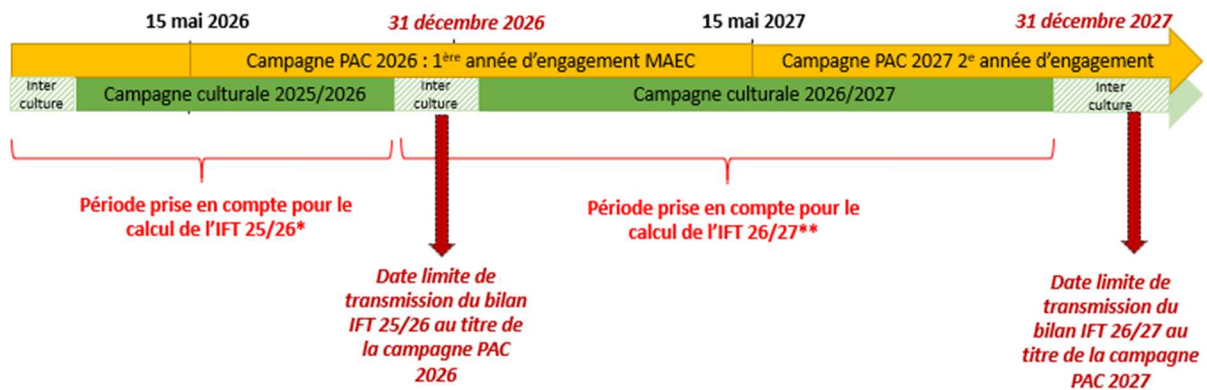 15 mai 2026
31 décembre 2026
15 mai 2027
31 décembre 2027
Campagne PAC 2026 : 1ère année d’engagement MAEC
Campagne PAC 2027 2e année d’engagement
Inter
culture
Campagne culturale 2025/2026
Inter
culture
Campagne culturale 2026/2027
Inter
culture
Période prise en compte pour le
calcul de l’IFT 25/26*
Période prise en compte pour le
calcul de l’IFT 26/27**
Date limite de
transmission du bilan
IFT 25/26 au titre de
la campagne PAC
2026
Date limite de
transmission du
bilan IFT 26/27 au
titre de la campagne
PAC 2027